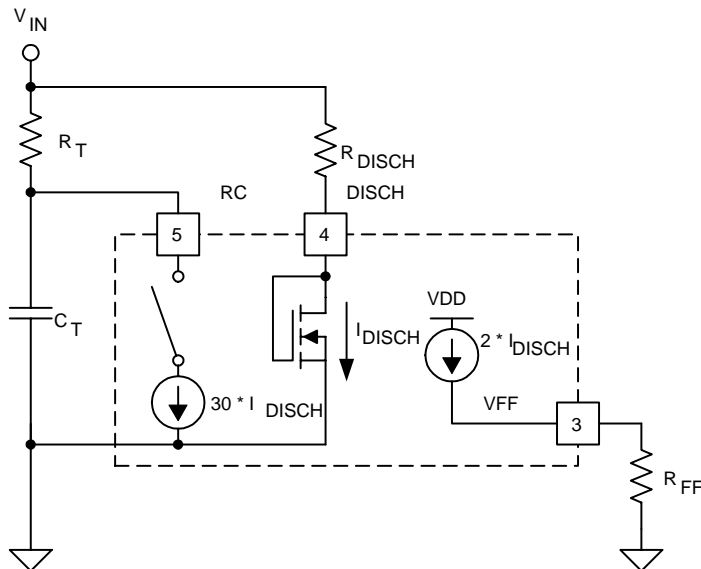 V IN
R T
R DISCH
RC
DISCH
5
4
C T
I DISCH
VDD
2 * I DISCH
30 * I DISCH
VFF
3
R FF